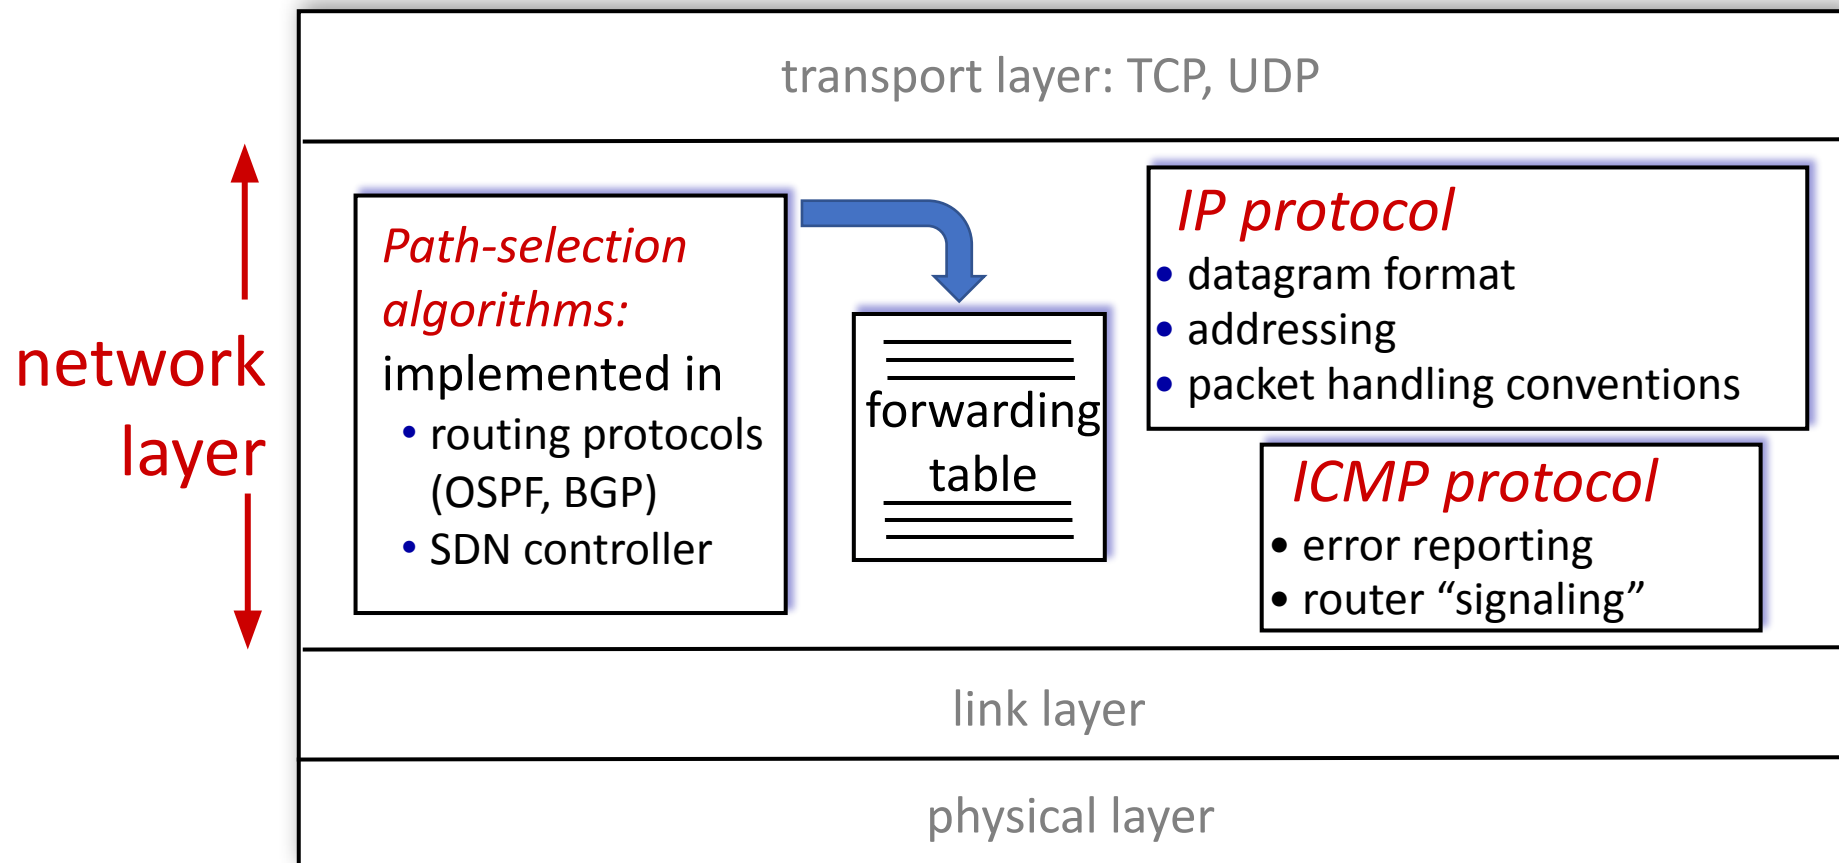 transport layer: TCP, UDP
network
layer
Path-selection
algorithms:
implemented in
• routing protocols
(OSPF, BGP)
• SDN controller
forwarding
table
IP protocol
• datagram format
• addressing
• packet handling conventions
ICMP protocol
• error reporting
• router “signaling”
link layer
physical layer